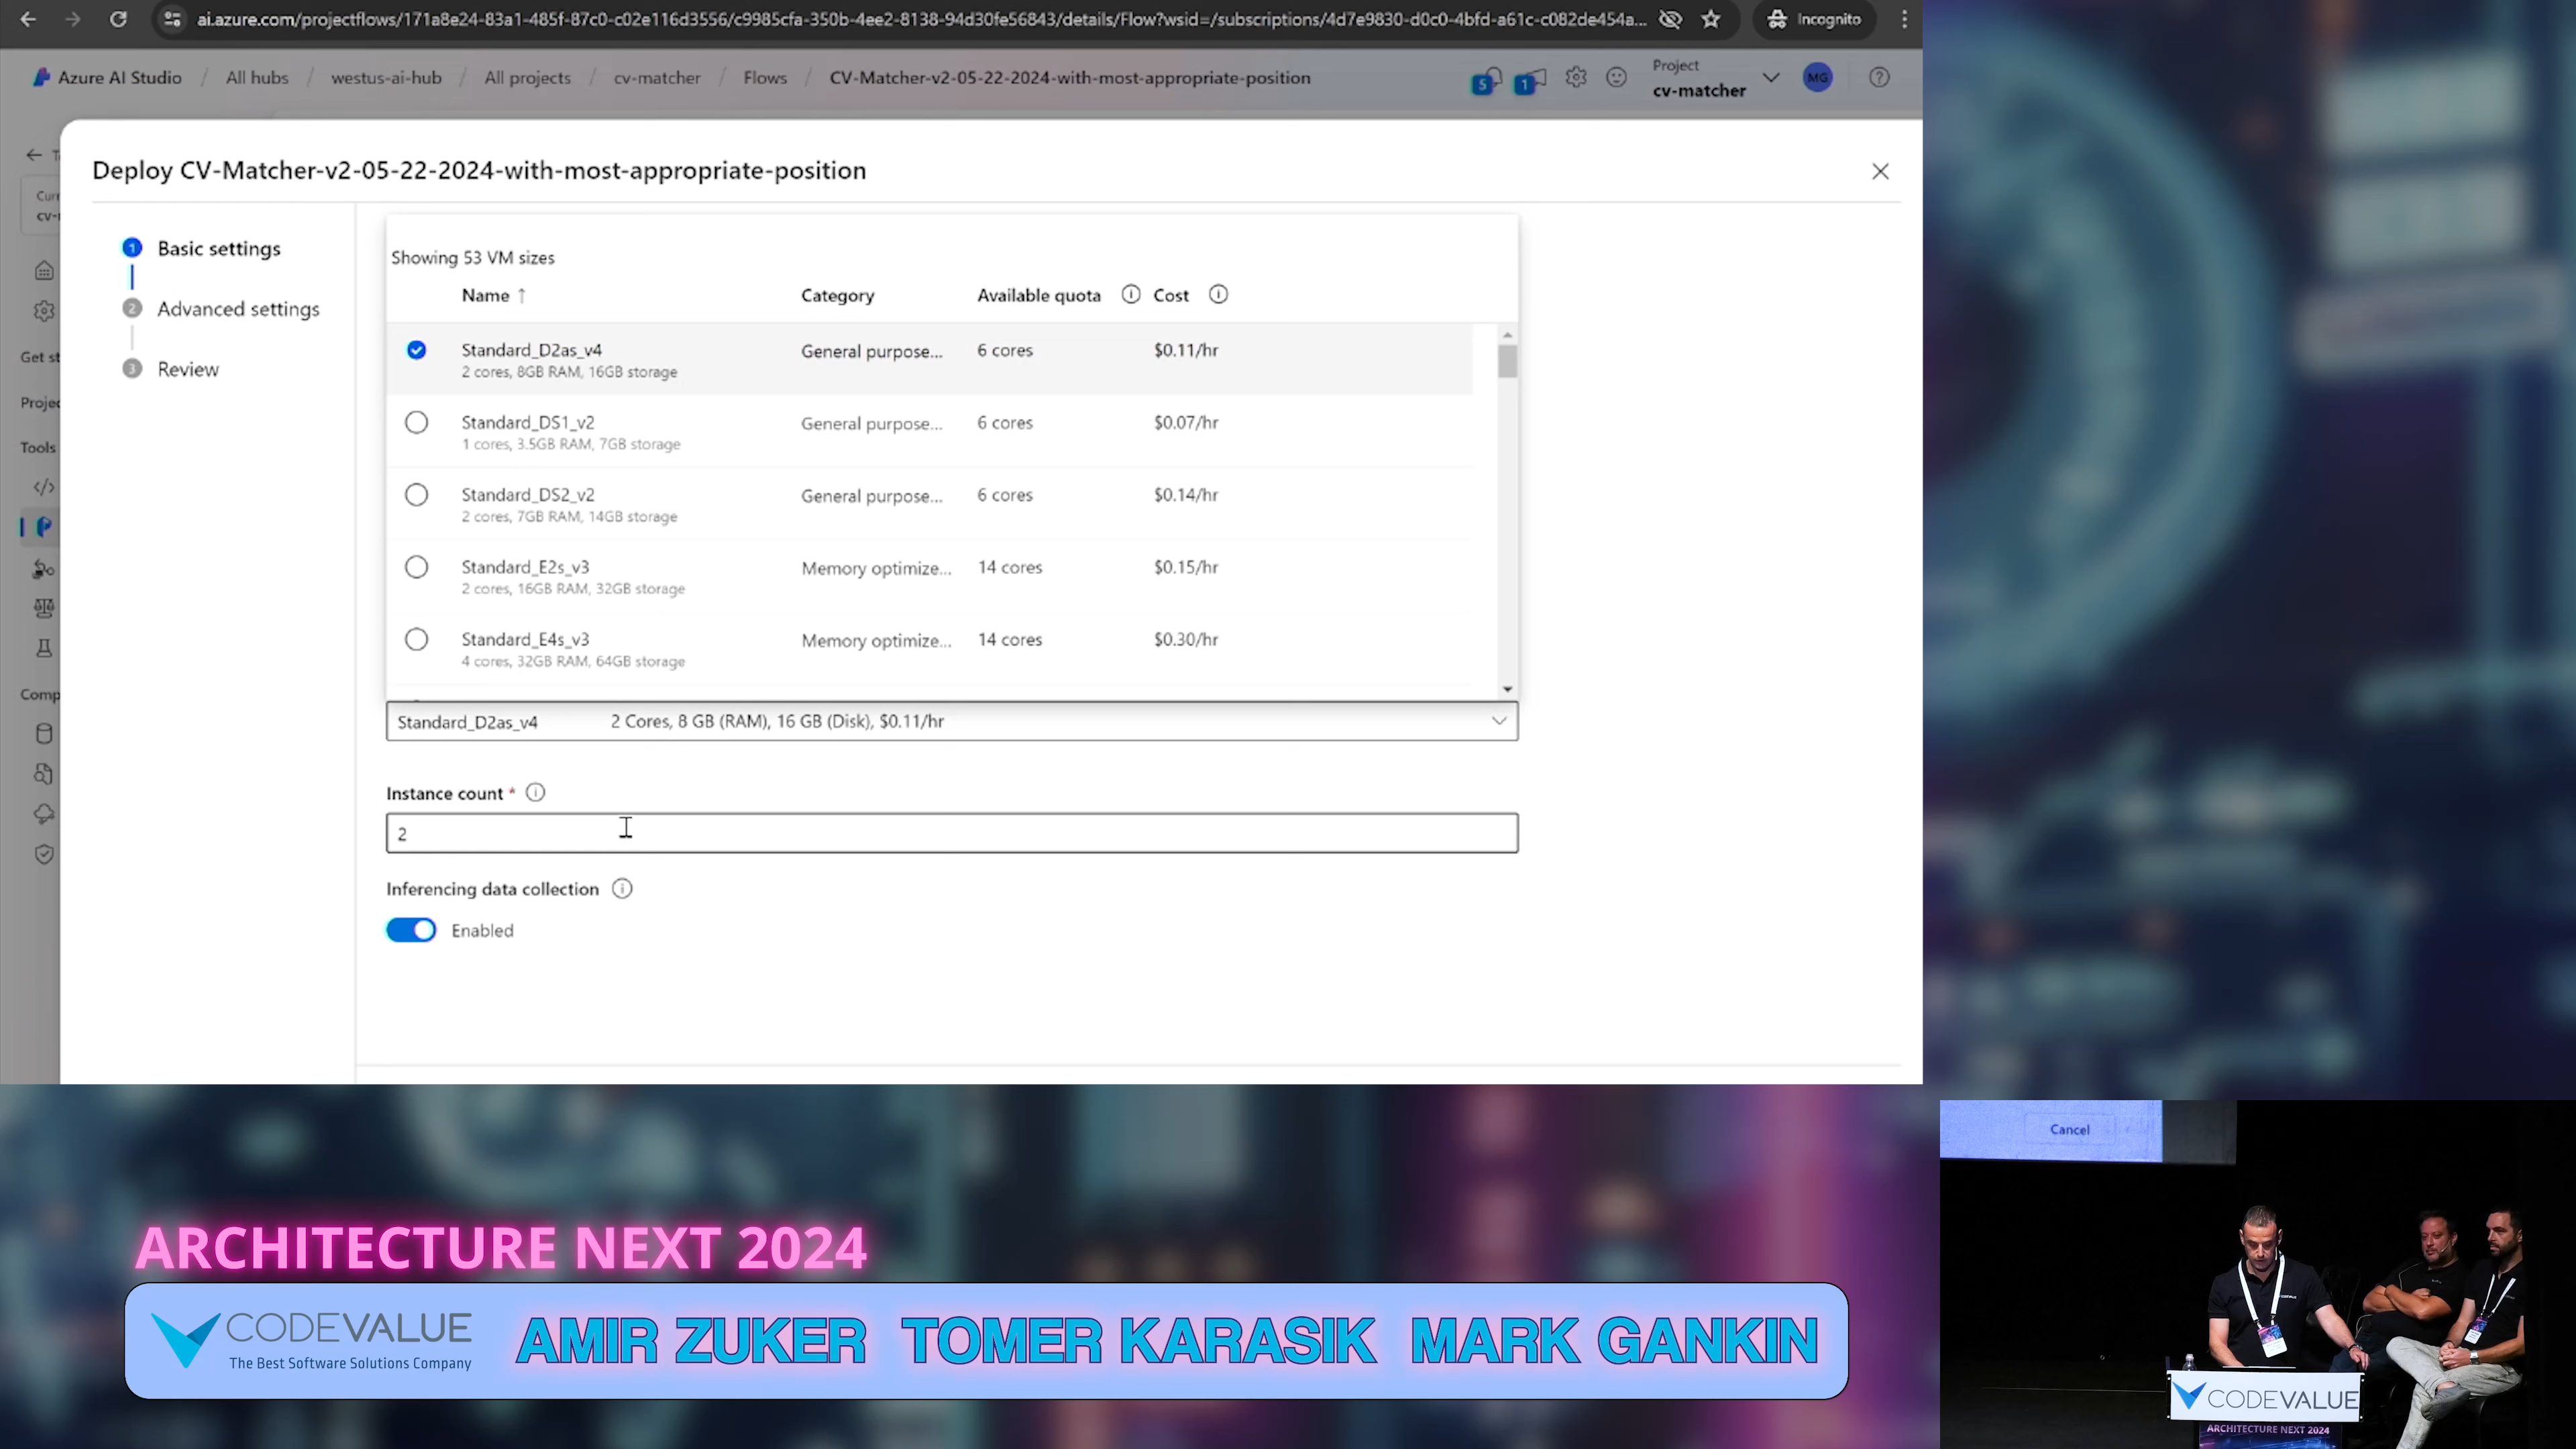 ai.azure.com/projectflows/171a8e24-83a1-485f-87c0-c02e116d3556/c9985cfa-350b-4ee2-8138-94d30fe56843/details/Flow?wsid=/subscriptions/4d7e9830-d0c0-4bfd-a61c-c082de454a... Incognito
Azure AI Studio / All hubs / westus-ai-hub / All projects / cv-matcher / Flows / CV-Matcher-v2-05-22-2024-with-most-appropriate-position 5 1 Project cv-matcher MG
Deploy CV-Matcher-v2-05-22-2024-with-most-appropriate-position
Get st
Tools
1 Basic settings
2 Advanced settings
3 Review
Showing 53 VM sizes
Name ↑ Category Available quota Cost
Standard_D2as_v4 General purpose... 6 cores $0.11/hr
2 cores, 8GB RAM, 16GB storage
Standard_DS1_v2 General purpose... 6 cores $0.07/hr
1 cores, 3.5GB RAM, 7GB storage
Standard_DS2_v2 General purpose... 6 cores $0.14/hr
2 cores, 7GB RAM, 14GB storage
Standard_E2s_v3 Memory optimize... 14 cores $0.15/hr
2 cores, 16GB RAM, 32GB storage
Standard_E4s_v3 Memory optimize... 14 cores $0.30/hr
4 cores, 32GB RAM, 64GB storage
Standard_D2as_v4 2 Cores, 8 GB (RAM), 16 GB (Disk), $0.11/hr
Instance count *
2
Inferencing data collection
Enabled
Cancel
ARCHITECTURE NEXT 2024
CODEVALUE
The Best Software Solutions Company
AMIR ZUKER TOMER KARASIK MARK GANKIN
CODEVALUE
ARCHITECTURE NEXT 2024